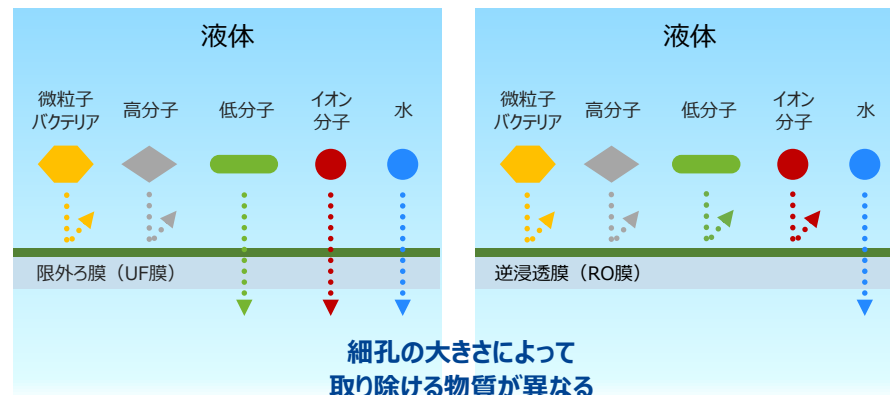 液体
微粒子
バクテリア
高分子
低分子
イオン
分子
水
限外ろ膜（UF膜）
液体
微粒子
バクテリア
高分子
低分子
イオン
分子
水
逆浸透膜（RO膜）
細孔の大きさによって
取り除ける物質が異なる